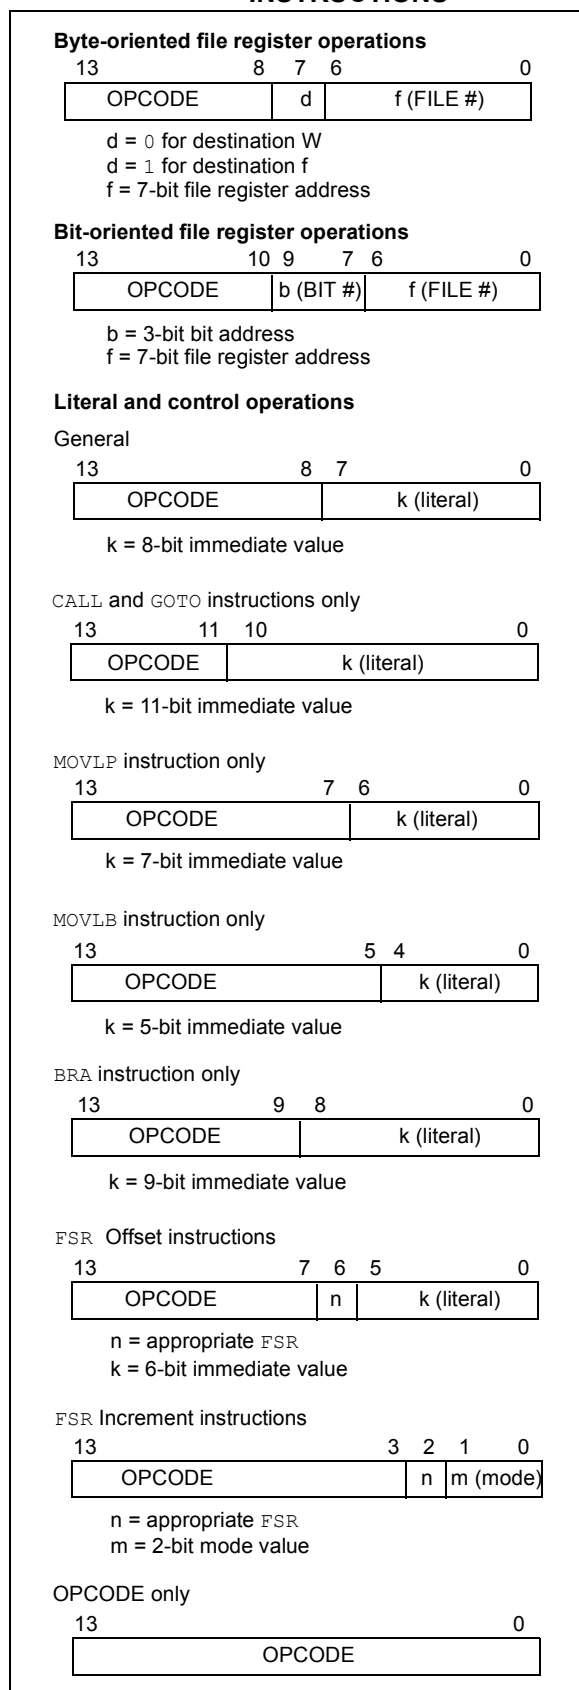 INSTRUCTIONS
Byte-oriented file register operations
13 8 7 6 0
OPCODE d f (FILE #)
d = 0 for destination W
d = 1 for destination f
f = 7-bit file register address
Bit-oriented file register operations
13 10 9 7 6 0
OPCODE b (BIT #) f (FILE #)
b = 3-bit bit address
f = 7-bit file register address
Literal and control operations
General
13 8 7 0
OPCODE k (literal)
k = 8-bit immediate value
CALL and GOTO instructions only
13 11 10 0
OPCODE k (literal)
k = 11-bit immediate value
MOVLP instruction only
13 7 6 0
OPCODE k (literal)
k = 7-bit immediate value
MOVLB instruction only
13 5 4 0
OPCODE k (literal)
k = 5-bit immediate value
BRA instruction only
13 9 8 0
OPCODE k (literal)
k = 9-bit immediate value
FSR Offset instructions
13 7 6 5 0
OPCODE n k (literal)
n = appropriate FSR
k = 6-bit immediate value
FSR Increment instructions
13 3 2 1 0
OPCODE n m (mode)
n = appropriate FSR
m = 2-bit mode value
OPCODE only
13 0
OPCODE